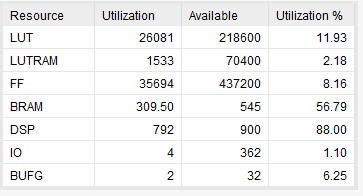 Resource Utilization Available Utilization %
LUT 26081 218600 11.93
LUTRAM 1533 70400 2.18
FF 35694 437200 8.16
BRAM 309.50 545 56.79
DSP 792 900 88.00
IO 4 362 1.10
BUFG 2 32 6.25